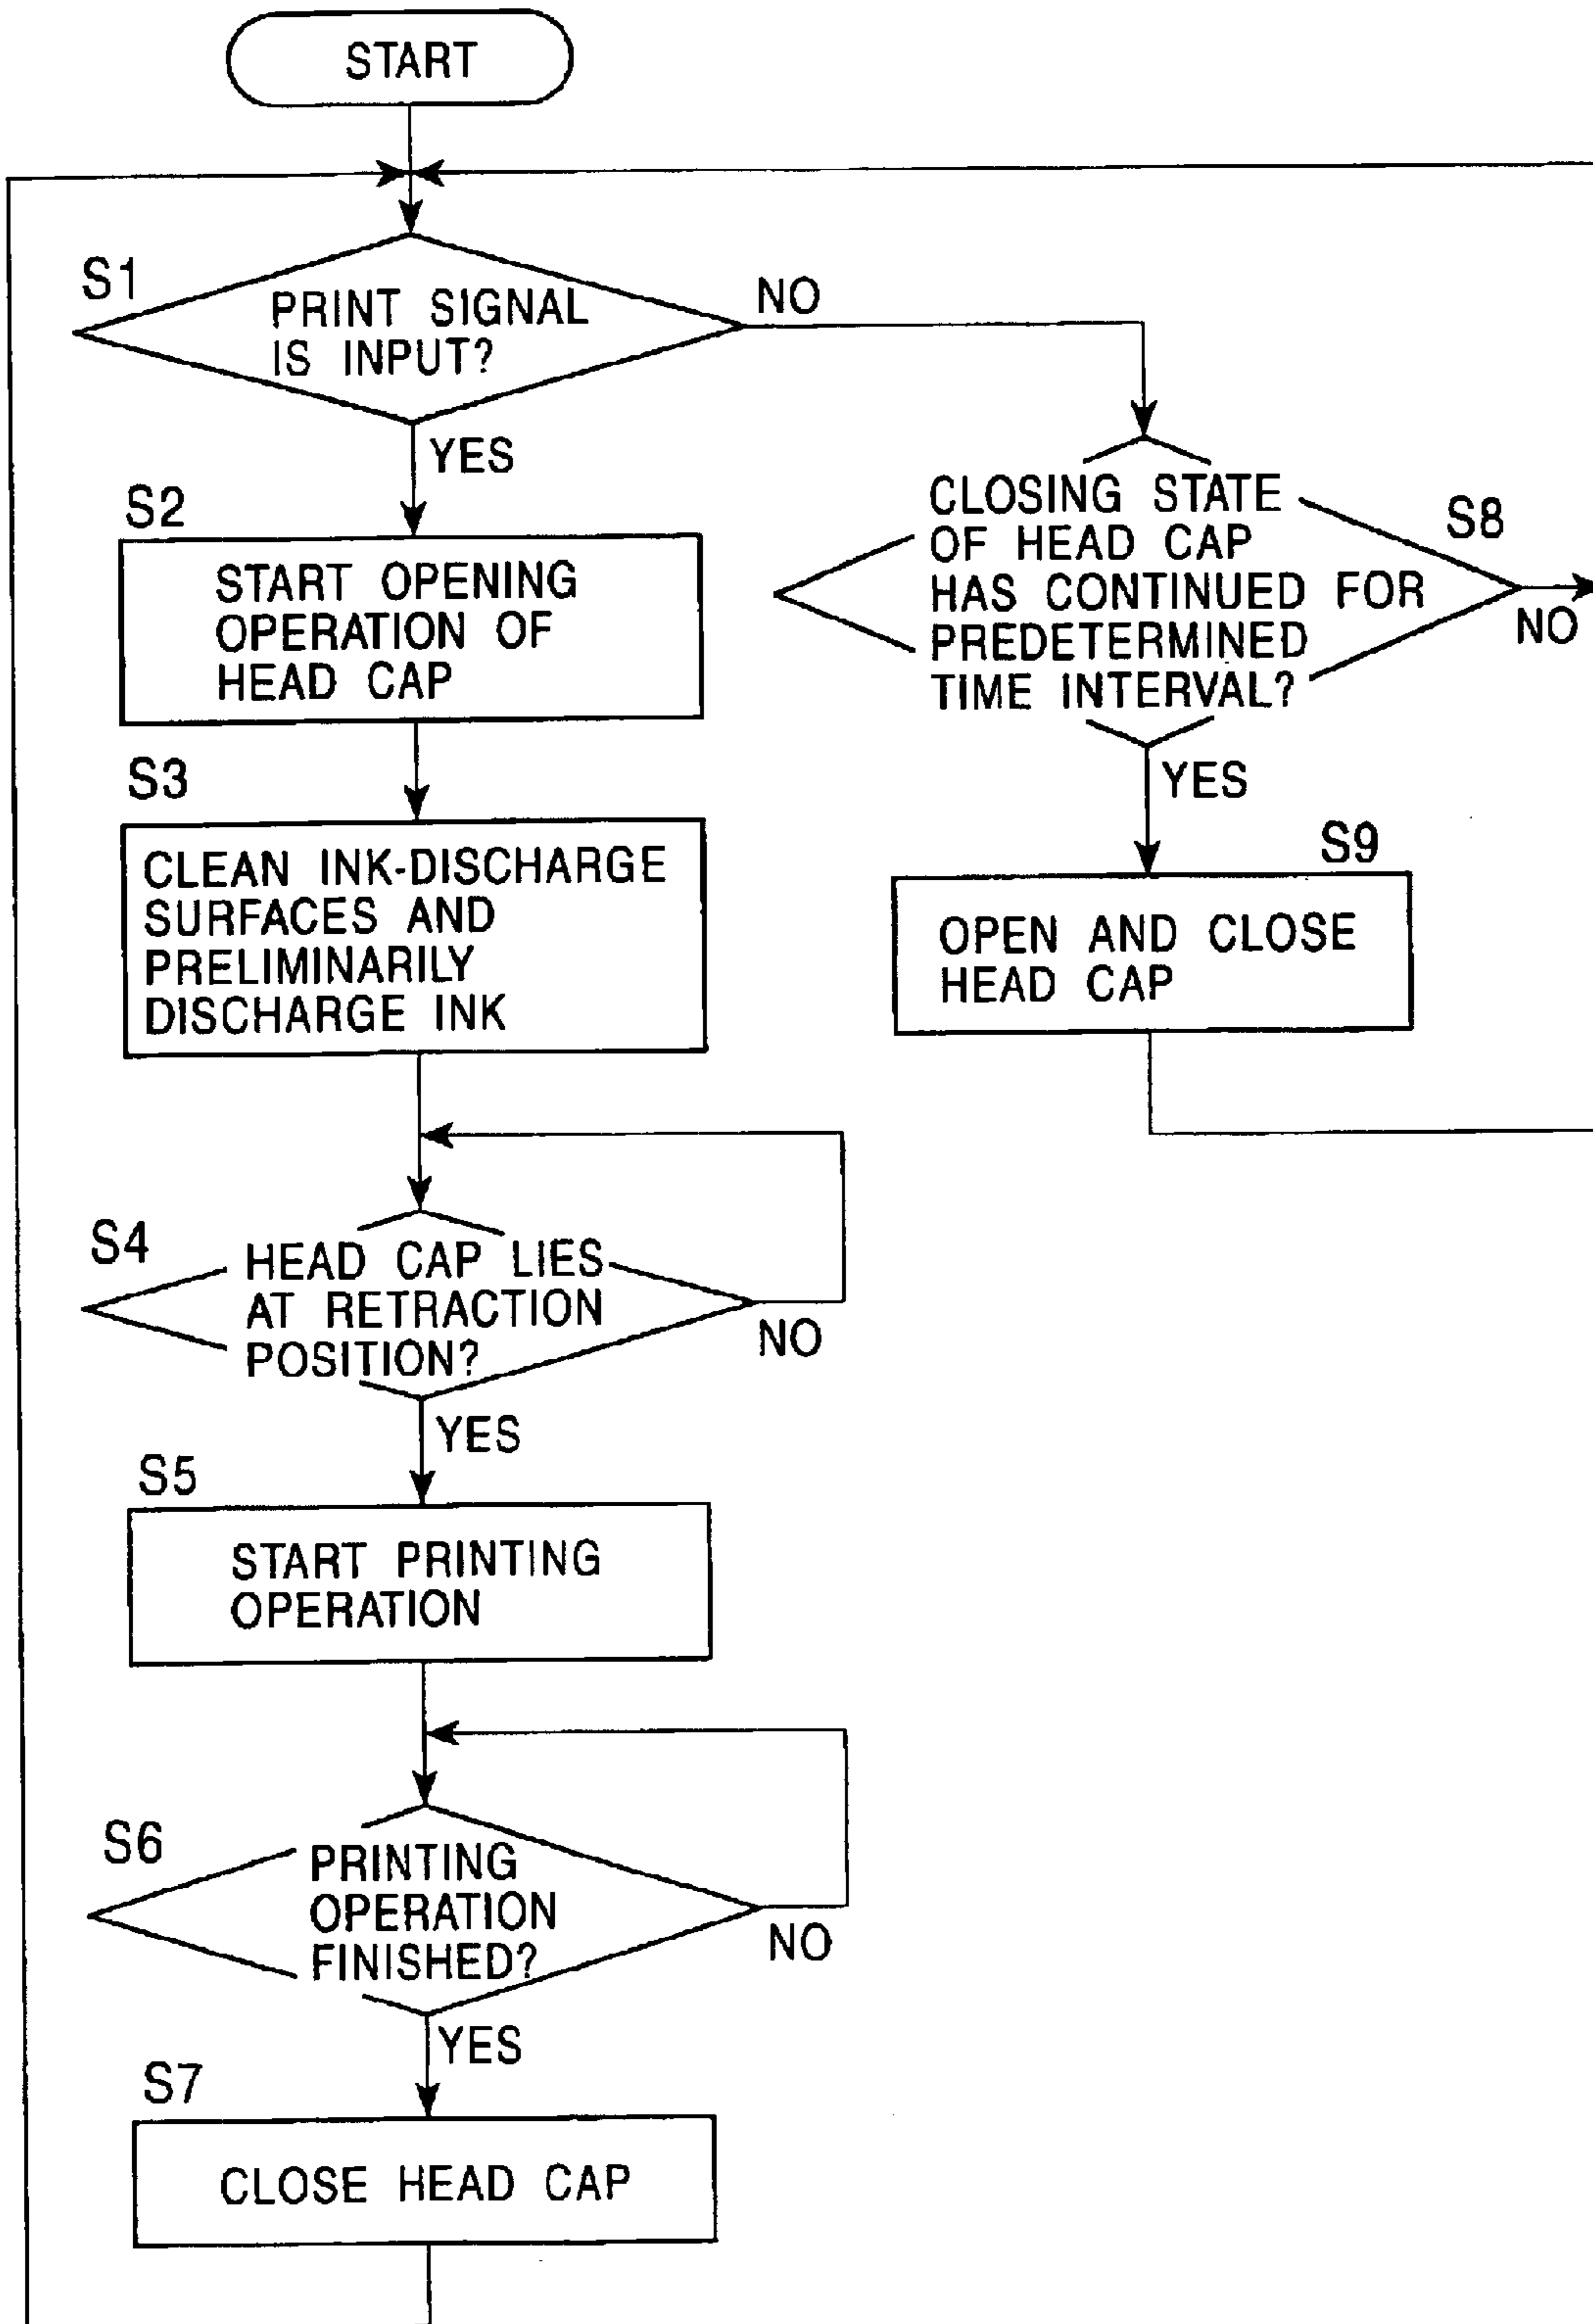 START
S1
PRINT SIGNAL
IS INPUT?
NO
YES
S2
START OPENING
OPERATION OF
HEAD CAP
S3
CLEAN INK-DISCHARGE
SURFACES AND
PRELIMINARILY
DISCHARGE INK
S4
HEAD CAP LIES
AT RETRACTION
POSITION?
NO
YES
S5
START PRINTING
OPERATION
S6
PRINTING
OPERATION
FINISHED?
NO
YES
S7
CLOSE HEAD CAP
CLOSING STATE
OF HEAD CAP
HAS CONTINUED FOR
PREDETERMINED
TIME INTERVAL?
S8
NO
YES
S9
OPEN AND CLOSE
HEAD CAP